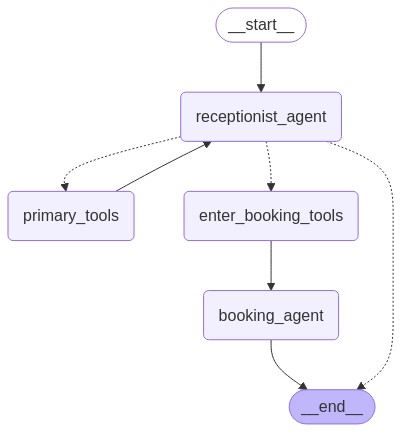 __start__
receptionist_agent
primary_tools
enter_booking_tools
booking_agent
__end__